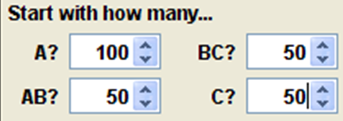 Start with how many...
A? 100 BC? 50
AB? 50 C? 50